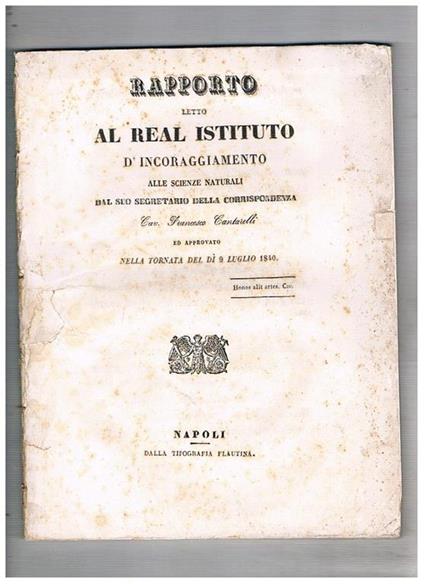 RAPPORTO
LETTO
AL REAL ISTITUTO
D'INCORAGGIAMENTO
ALLE SCIENZE NATURALI
DAL SUO SEGRETARIO DELLA CORRISPONDENZA
Cav. Francesco Cantarelli
ED APPROVATO
NELLA TORNATA DEL DÌ 9 LUGLIO 1840.
Honos alit artes. Cic.
NAPOLI
DALLA TIPOGRAFIA FLAUTINA.